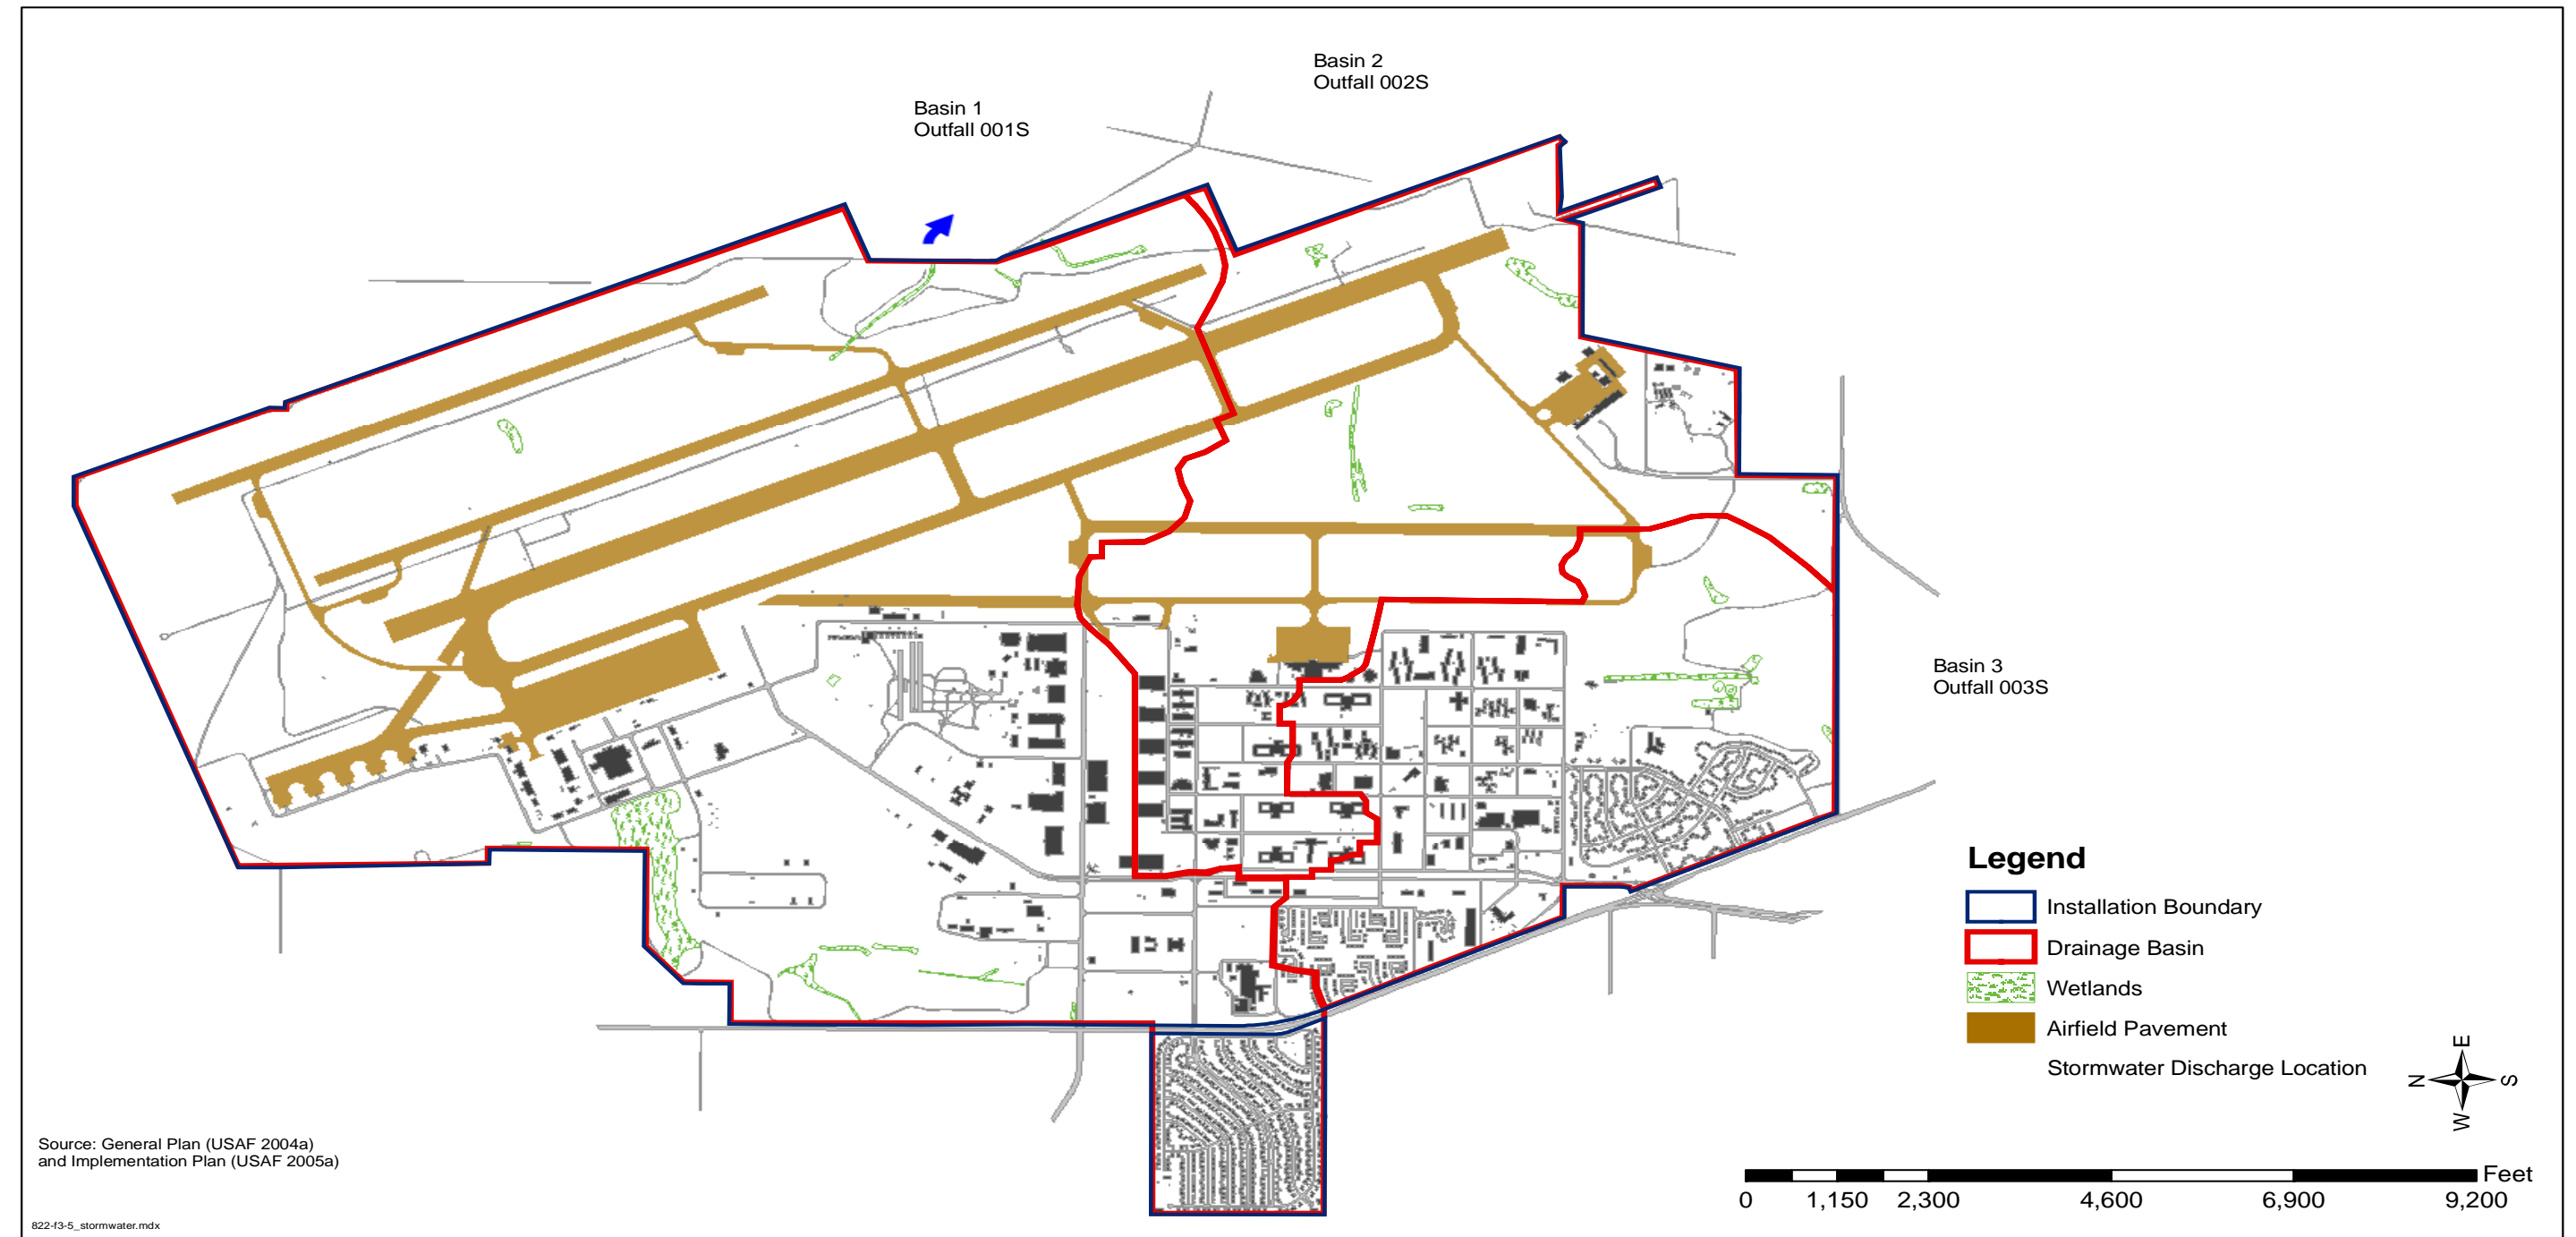 Basin 2
Outfall 002S
Basin 1
Outfall 001S
Basin 3
Outfall 003S
Legend
Installation Boundary
Drainage Basin
Wetlands
Airfield Pavement
Stormwater Discharge Location
E
N S
W
Source: General Plan (USAF 2004a)
and Implementation Plan (USAF 2005a)
Feet
0 1,150 2,300 4,600 6,900 9,200
822-f3-5_stormwater.mdx